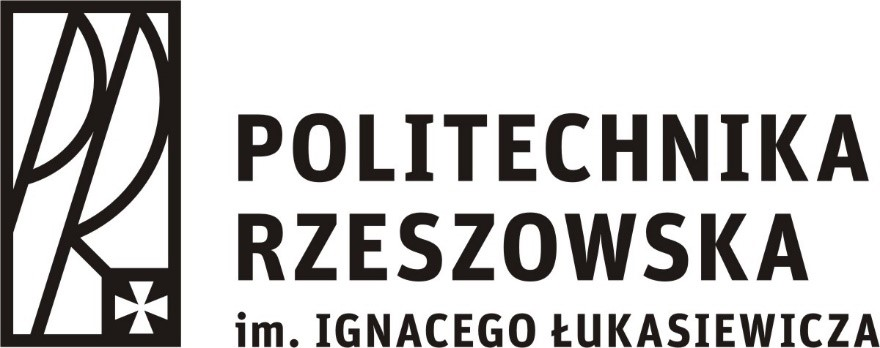 POLITECHNIKA
RZESZOWSKA
im. IGNACEGO ŁUKASIEWICZA